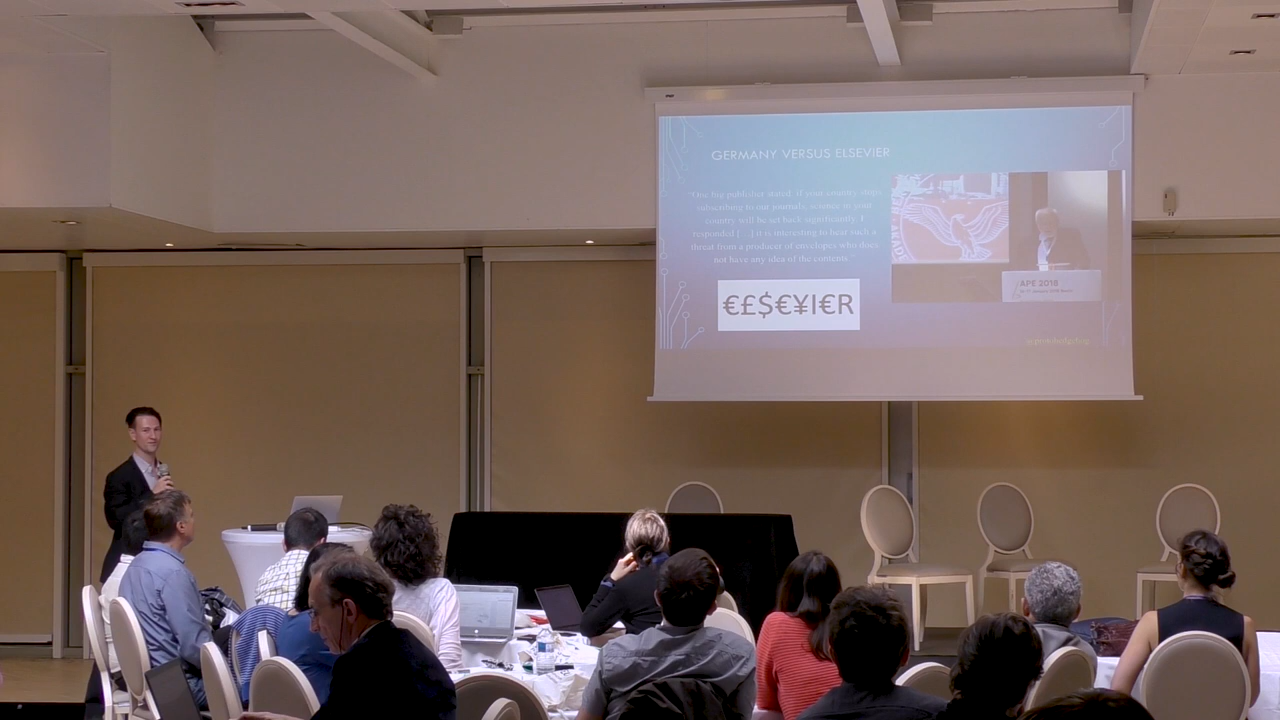 GERMANY VERSUS ELSEVIER
"One big publisher stated, if your country stops
subscribing to our journals, science in your
country will be set back significantly. I
responded [...] it is interesting to hear such a
threat from a producer of envelopes who does
not have any idea of the contents."
€£$€¥I€R
APE 2018